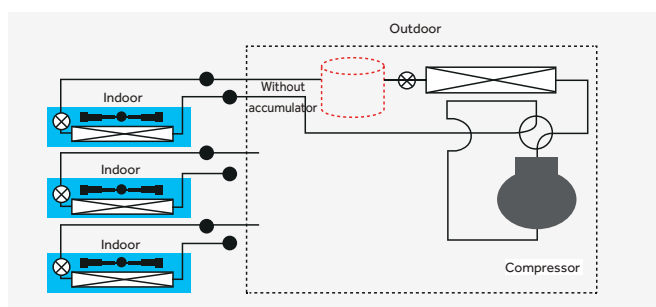 Outdoor
Without
accumulator
Indoor
Indoor
Indoor
Compressor